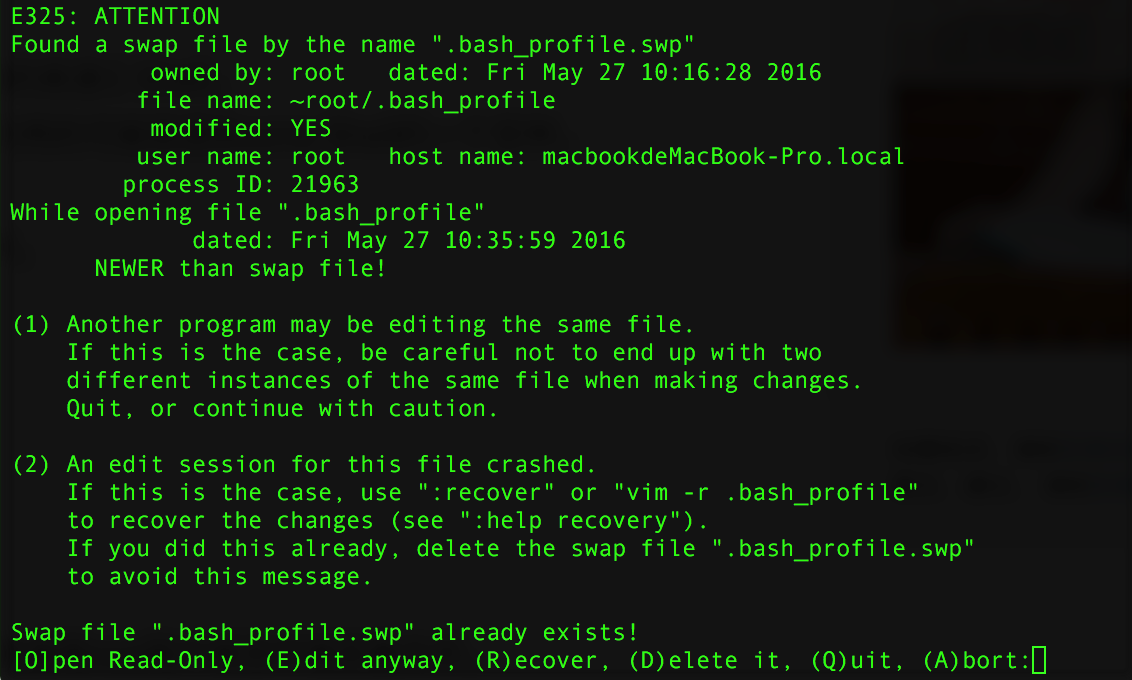 E325: ATTENTION
Found a swap file by the name ".bash_profile.swp"
          owned by: root   dated: Fri May 27 10:16:28 2016
         file name: ~root/.bash_profile
          modified: YES
         user name: root   host name: macbookdeMacBook-Pro.local
        process ID: 21963
While opening file ".bash_profile"
             dated: Fri May 27 10:35:59 2016
      NEWER than swap file!

(1) Another program may be editing the same file.
    If this is the case, be careful not to end up with two
    different instances of the same file when making changes.
    Quit, or continue with caution.

(2) An edit session for this file crashed.
    If this is the case, use ":recover" or "vim -r .bash_profile"
    to recover the changes (see ":help recovery").
    If you did this already, delete the swap file ".bash_profile.swp"
    to avoid this message.

Swap file ".bash_profile.swp" already exists!
[O]pen Read-Only, (E)dit anyway, (R)ecover, (D)elete it, (Q)uit, (A)bort: